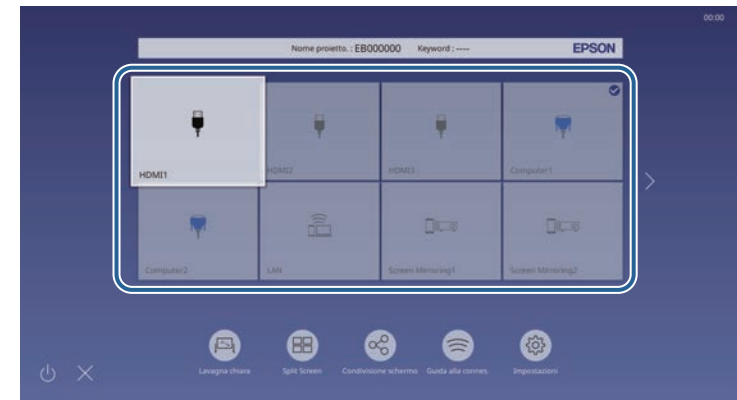 00:00
Nome proietto. : EB000000 Keyword : ---- EPSON
HDMI1 HDMI2 HDMI3 Computer1
Computer2 LAN Screen Mirroring1 Screen Mirroring2
Lavagna chiara Split Screen Condivisione schermo Guida alla connes. Impostazioni